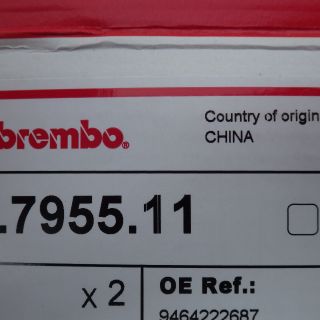 brembo®
Country of origin
CHINA
.7955.11
x 2
OE Ref.:
9464222687